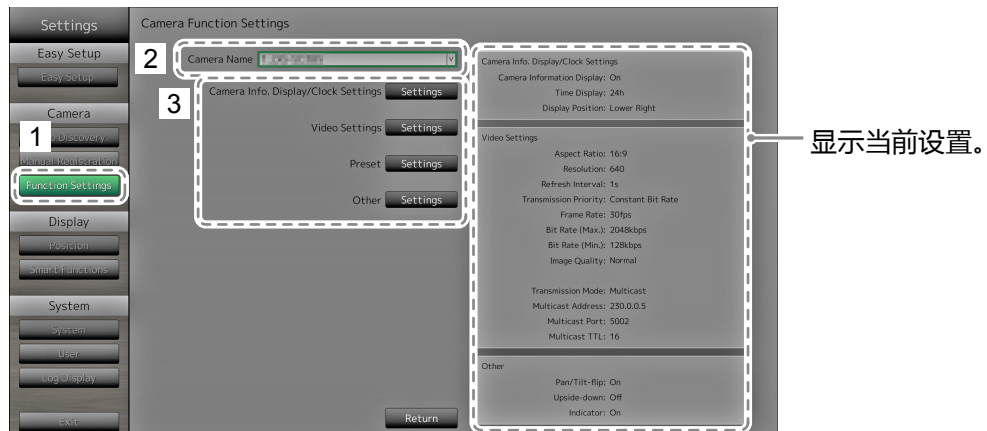 Settings
Camera Function Settings
Easy Setup
Easy Setup
2
Camera Name
3
Camera Info. Display/Clock Settings Settings
Video Settings Settings
Preset Settings
Other Settings
Camera
1
Discovery
Manual Registration
Function Settings
Display
Position
Smart Functions
System
System
User
Log Display
Exit
Return
Camera Info. Display/Clock Settings
Camera Information Display: On
Time Display: 24h
Display Position: Lower Right
Video Settings
Aspect Ratio: 16:9
Resolution: 640
Refresh Interval: 1s
Transmission Priority: Constant Bit Rate
Frame Rate: 30fps
Bit Rate (Max.): 2048kbps
Bit Rate (Min.): 128kbps
Image Quality: Normal
Transmission Mode: Multicast
Multicast Address: 230.0.0.5
Multicast Port: 5002
Multicast TTL: 16
Other
Pan/Tilt-flip: On
Upside-down: Off
Indicator: On
显示当前设置。